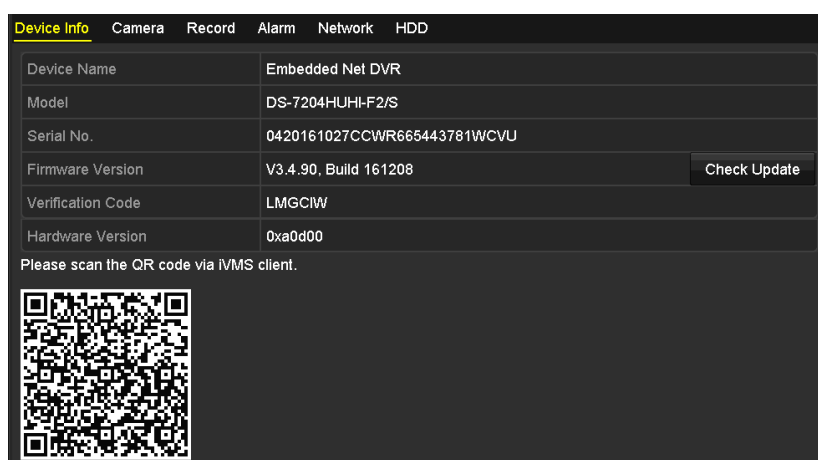 Device Info Camera Record Alarm Network HDD
Device Name Embedded Net DVR
Model DS-7204HUHI-F2/S
Serial No. 0420161027CCWR665443781WCVU
Firmware Version V3.4.90, Build 161208 Check Update
Verification Code LMGCIW
Hardware Version 0xa0d00
Please scan the QR code via iVMS client.